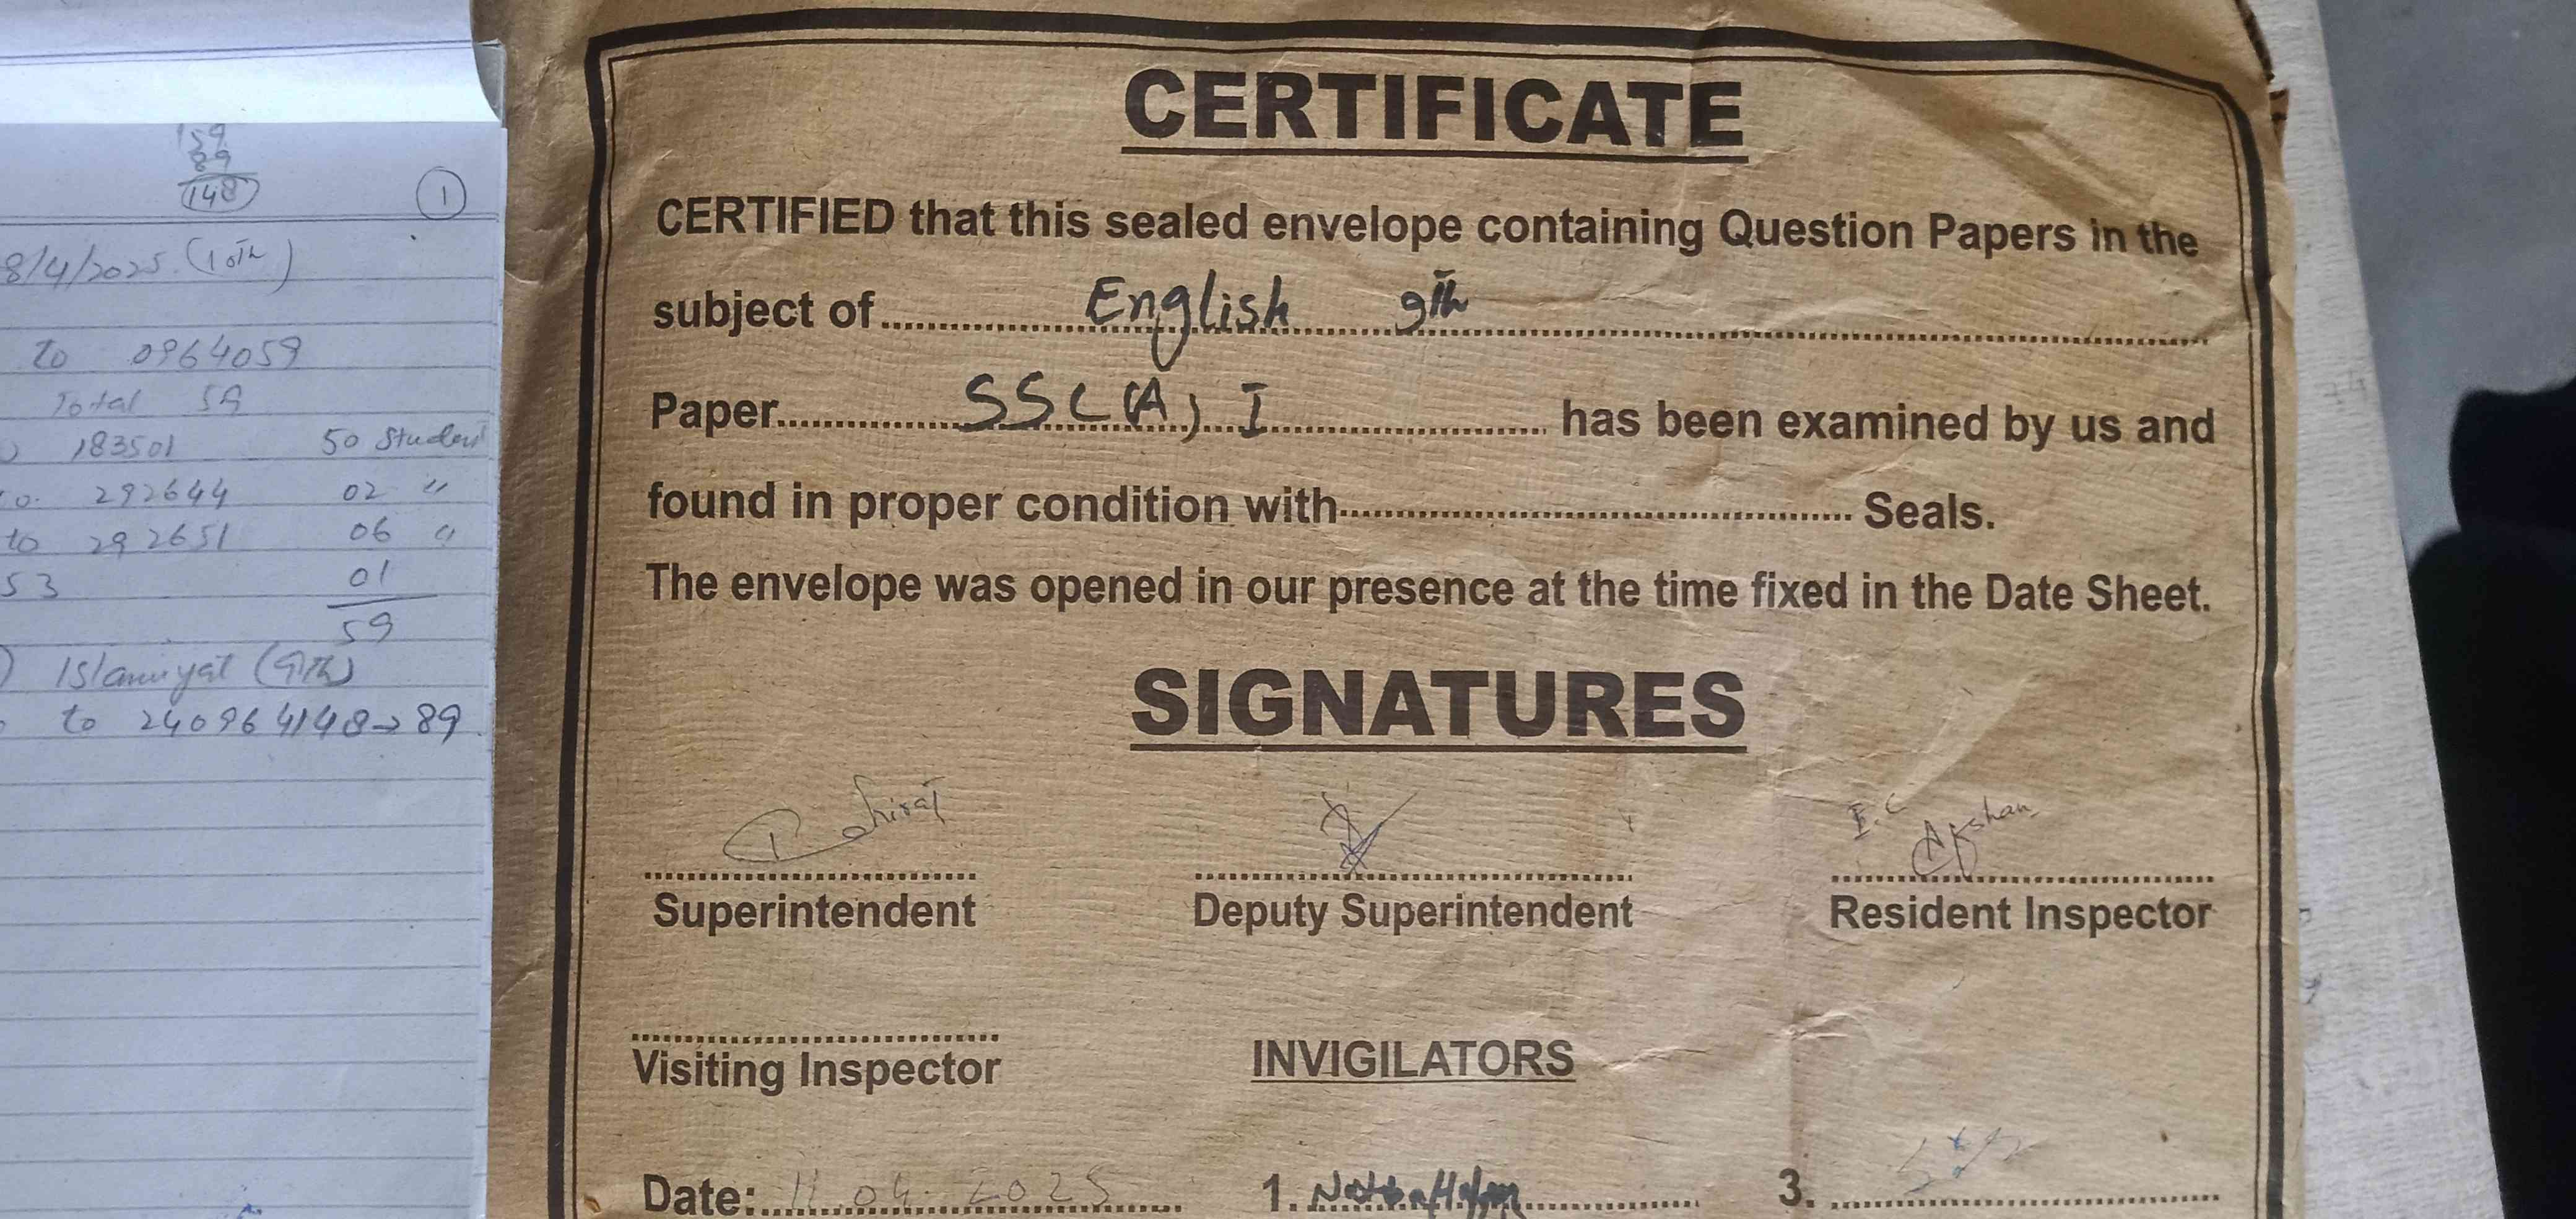 159
89
148
1
8/4/2025 (10th)
to 0964059
Total 59
183501 50 Student
292644 02 "
to 292651 06 "
53 01
59
Islamiyat (9th)
to 240964148→89
CERTIFICATE
CERTIFIED that this sealed envelope containing Question Papers in the
subject of English 9th
Paper SSC(A) I has been examined by us and
found in proper condition with Seals.
The envelope was opened in our presence at the time fixed in the Date Sheet.
SIGNATURES
I.C Afshan
Superintendent Deputy Superintendent Resident Inspector
Visiting Inspector INVIGILATORS
Date: 11.04.2025 1. 3.